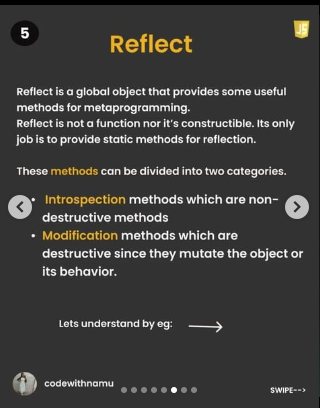 5
JS
Reflect
Reflect is a global object that provides some useful
methods for metaprogramming.
Reflect is not a function nor it's constructible. Its only
job is to provide static methods for reflection.
These methods can be divided into two categories.
• Introspection methods which are non-
destructive methods
• Modification methods which are
destructive since they mutate the object or
its behavior.
Lets understand by eg:
codewithnamu
SWIPE-->